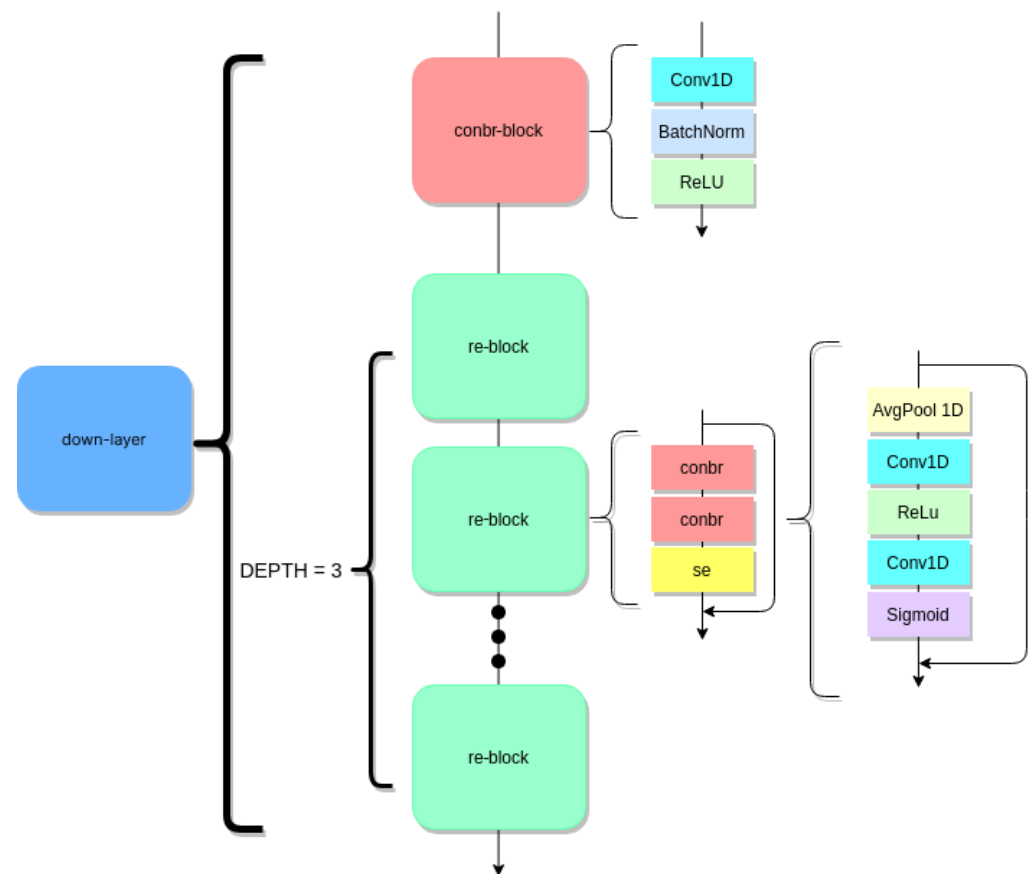 conbr-block
Conv1D
BatchNorm
ReLU
re-block
down-layer
re-block
DEPTH = 3
conbr
conbr
se
AvgPool 1D
Conv1D
ReLu
Conv1D
Sigmoid
re-block